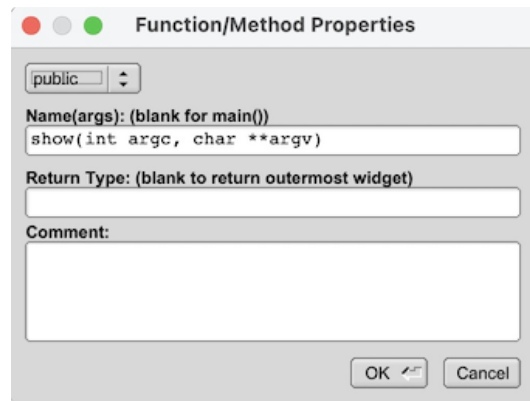 Function/Method Properties
public
Name(args): (blank for main())
show(int argc, char **argv)
Return Type: (blank to return outermost widget)
Comment:
OK Cancel